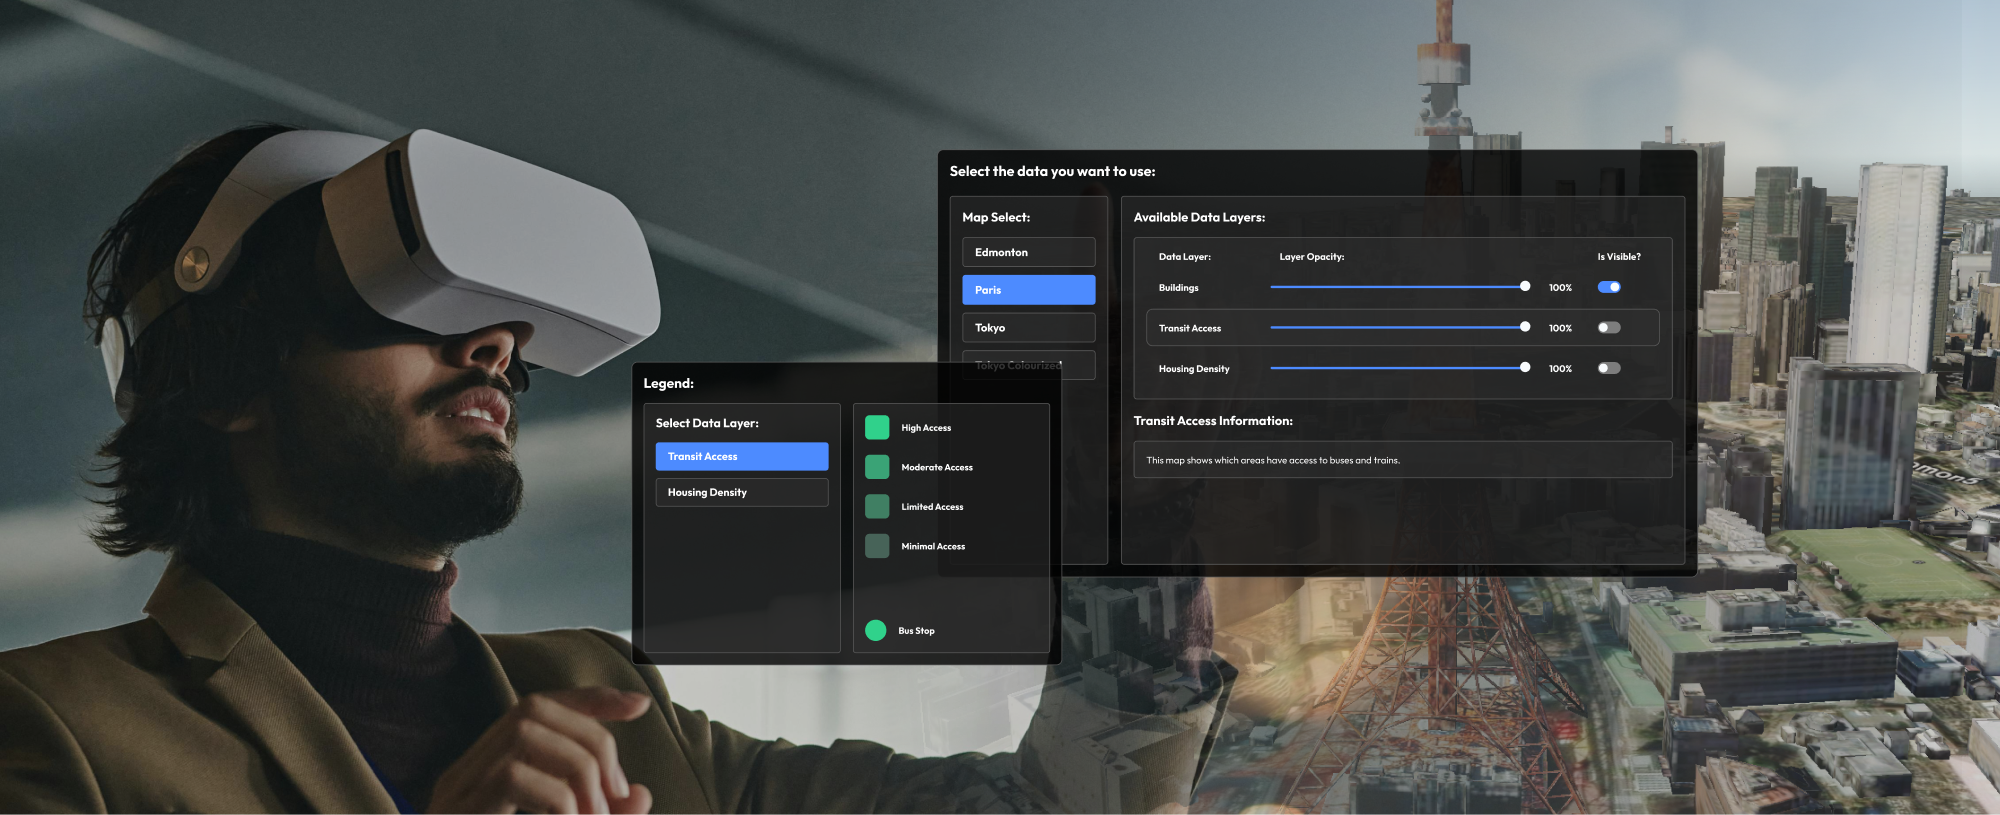 Select the data you want to use:
Map Select:
Edmonton
Paris
Tokyo
Tokyo Colourized
Available Data Layers:
Data Layer: Layer Opacity: Is Visible?
Buildings 100%
Transit Access 100%
Housing Density 100%
Transit Access Information:
This map shows which areas have access to buses and trains.
Legend:
Select Data Layer:
Transit Access
Housing Density
High Access
Moderate Access
Limited Access
Minimal Access
Bus Stop